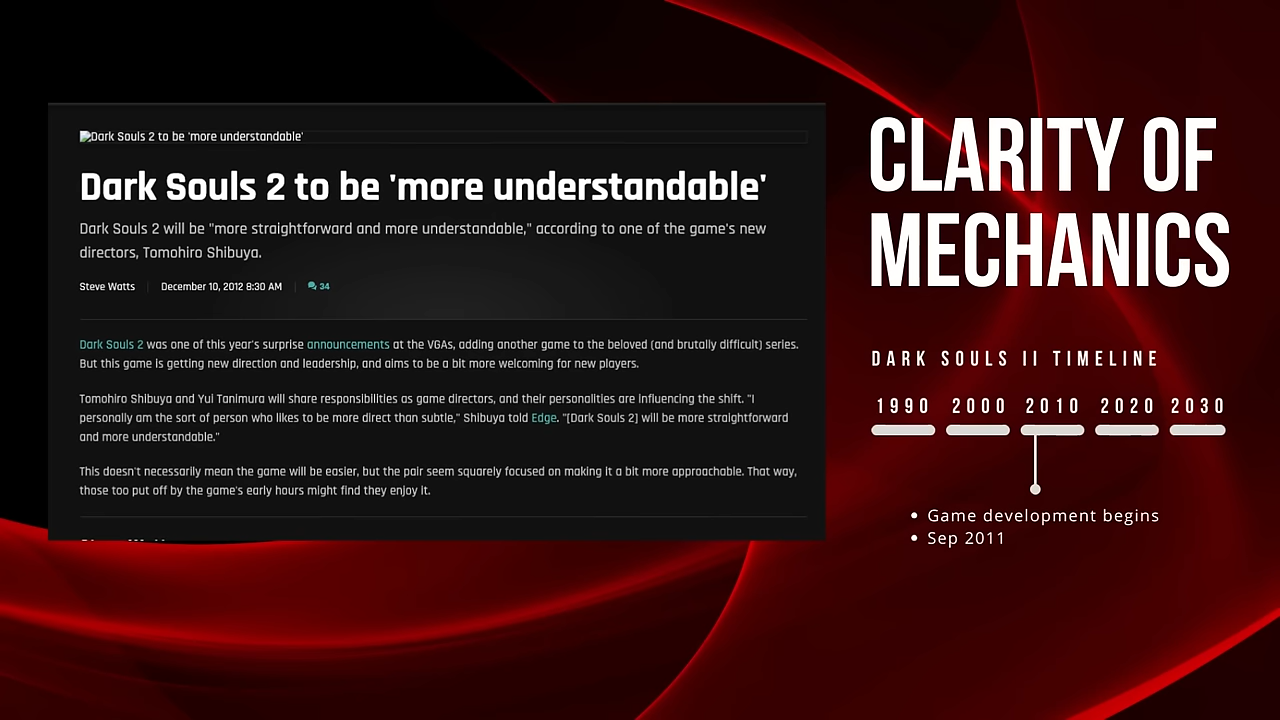 Dark Souls 2 to be 'more understandable'
Dark Souls 2 to be 'more understandable'
Dark Souls 2 will be "more straightforward and more understandable," according to one of the game's new
directors, Tomohiro Shibuya.
Steve Watts
December 10, 2012 8:30 AM
34
Dark Souls 2 was one of this year's surprise announcements at the VGAs, adding another game to the beloved (and brutally difficult) series.
But this game is getting new direction and leadership, and aims to be a bit more welcoming for new players.
Tomohiro Shibuya and Yui Tanimura will share responsibilities as game directors, and their personalities are influencing the shift. "I
personally am the sort of person who likes to be more direct than subtle," Shibuya told Edge. "[Dark Souls 2] will be more straightforward
and more understandable."
This doesn't necessarily mean the game will be easier, but the pair seem squarely focused on making it a bit more approachable. That way,
those too put off by the game's early hours might find they enjoy it.
CLARITY OF
MECHANICS
DARK SOULS II TIMELINE
1990 2000 2010 2020 2030
• Game development begins
• Sep 2011